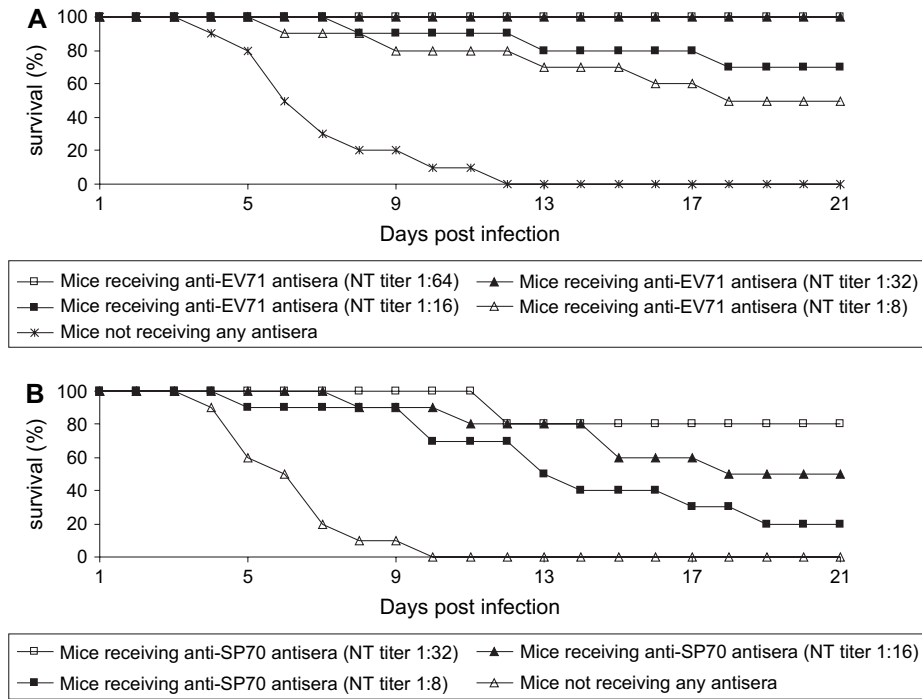 A
100
80
60
40
20
0
survival (%)
1 5 9 13 17 21
Days post infection
Mice receiving anti-EV71 antisera (NT titer 1:64) Mice receiving anti-EV71 antisera (NT titer 1:32)
Mice receiving anti-EV71 antisera (NT titer 1:16) Mice receiving anti-EV71 antisera (NT titer 1:8)
Mice not receiving any antisera
B
100
80
60
40
20
0
survival (%)
1 5 9 13 17 21
Days post infection
Mice receiving anti-SP70 antisera (NT titer 1:32) Mice receiving anti-SP70 antisera (NT titer 1:16)
Mice receiving anti-SP70 antisera (NT titer 1:8) Mice not receiving any antisera